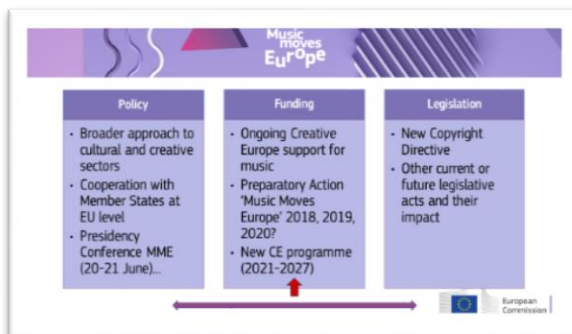 Music
moves
Europe
Policy
• Broader approach to
cultural and creative
sectors
• Cooperation with
Member States at
EU level
• Presidency
Conference MME
(20-21 June)...
Funding
• Ongoing Creative
Europe support for
music
• Preparatory Action
'Music Moves
Europe' 2018, 2019,
2020?
• New CE programme
(2021-2027)
Legislation
• New Copyright
Directive
• Other current or
future legislative
acts and their
impact
European
Commission